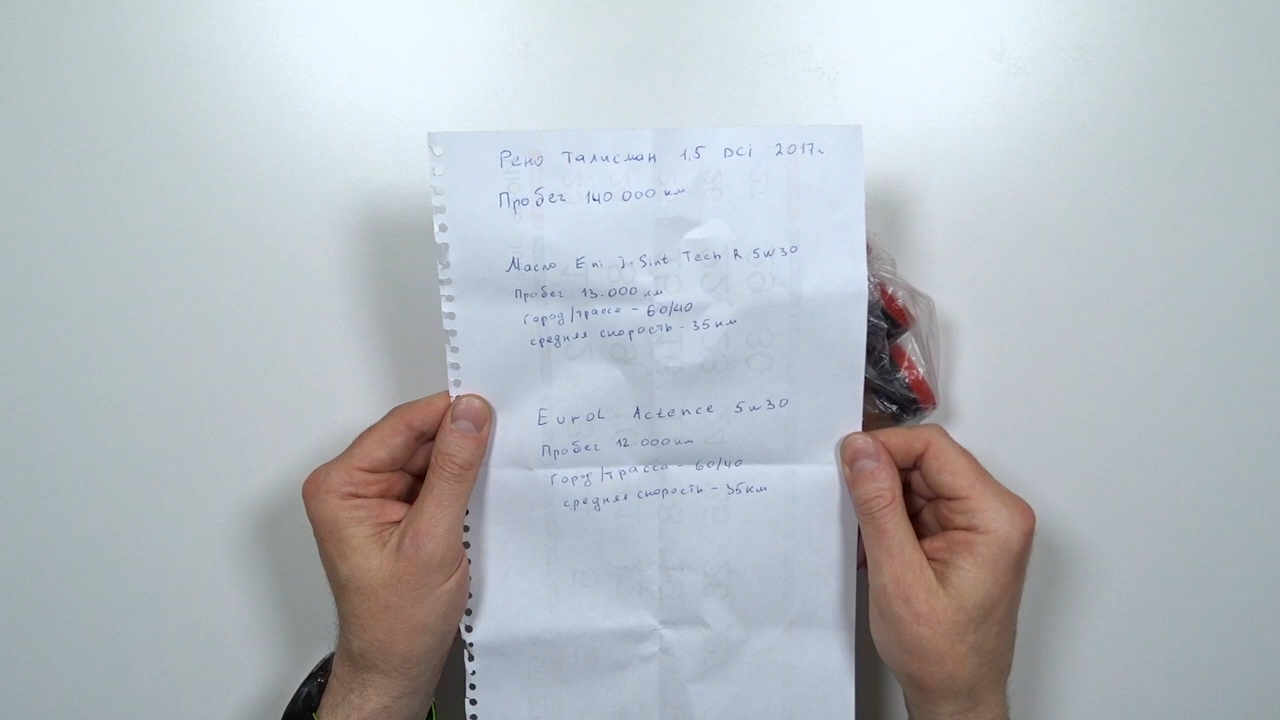 Рено Талисман 1,5 DCi 2017г
Пробег 140 000 км
Масло Eni I-Sint Tech R 5w30
Пробег 13.000 км
Город/трасса - 60/40
средняя скорость - 35 км
Eurol Actence 5w30
Пробег 12.000км
Город/трасса - 60/40
средняя скорость - 35км